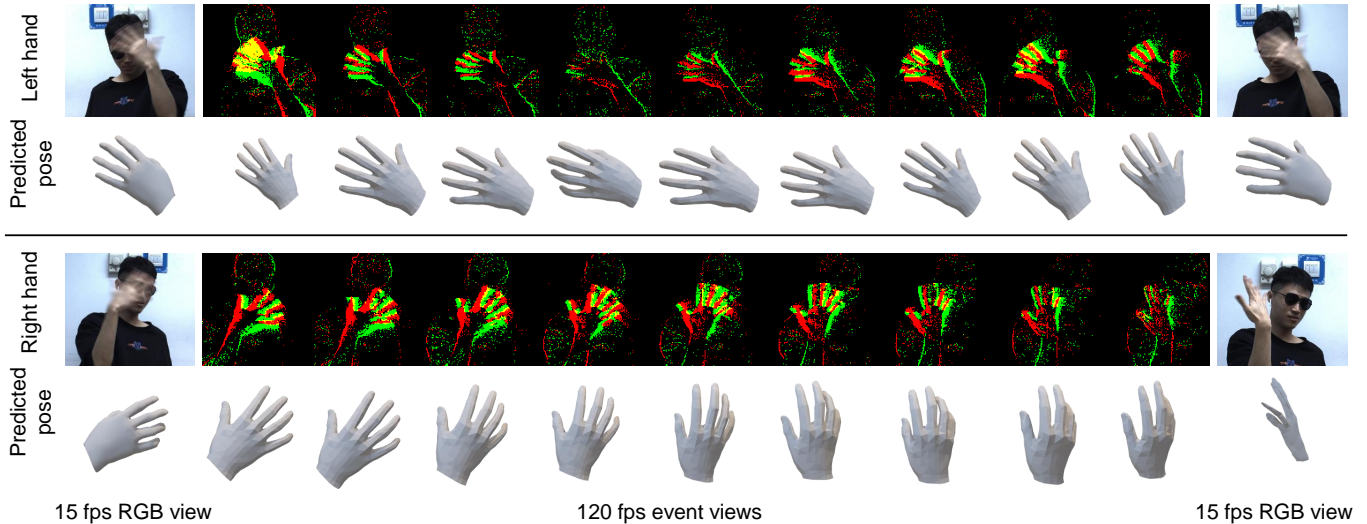 Left hand
Predicted
pose
Right hand
Predicted
pose
15 fps RGB view
120 fps event views
15 fps RGB view